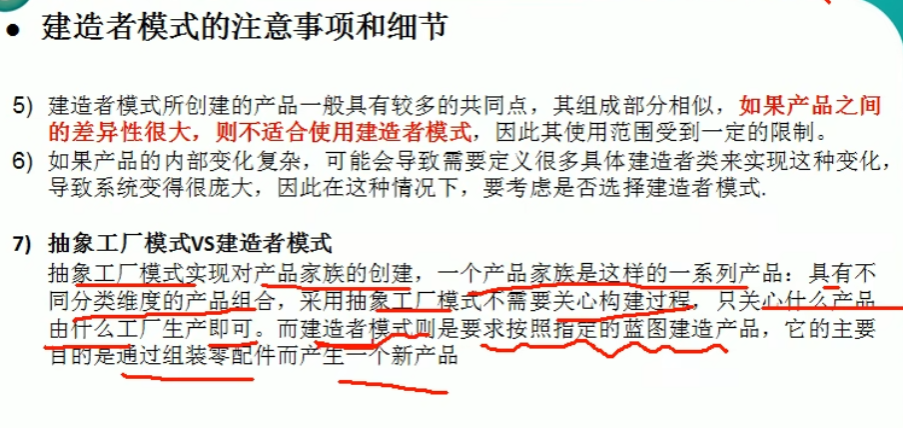 ● 建造者模式的注意事项和细节
5) 建造者模式所创建的产品一般具有较多的共同点，其组成部分相似，如果产品之间
的差异性很大，则不适合使用建造者模式，因此其使用范围受到一定的限制。
6) 如果产品的内部变化复杂，可能会导致需要定义很多具体建造者类来实现这种变化，
导致系统变得很庞大，因此在这种情况下，要考虑是否选择建造者模式.
7) 抽象工厂模式VS建造者模式
抽象工厂模式实现对产品家族的创建，一个产品家族是这样的一系列产品：具有不
同分类维度的产品组合，采用抽象工厂模式不需要关心构建过程，只关心什么产品
由什么工厂生产即可。而建造者模式则是要求按照指定的蓝图建造产品，它的主要
目的是通过组装零配件而产生一个新产品